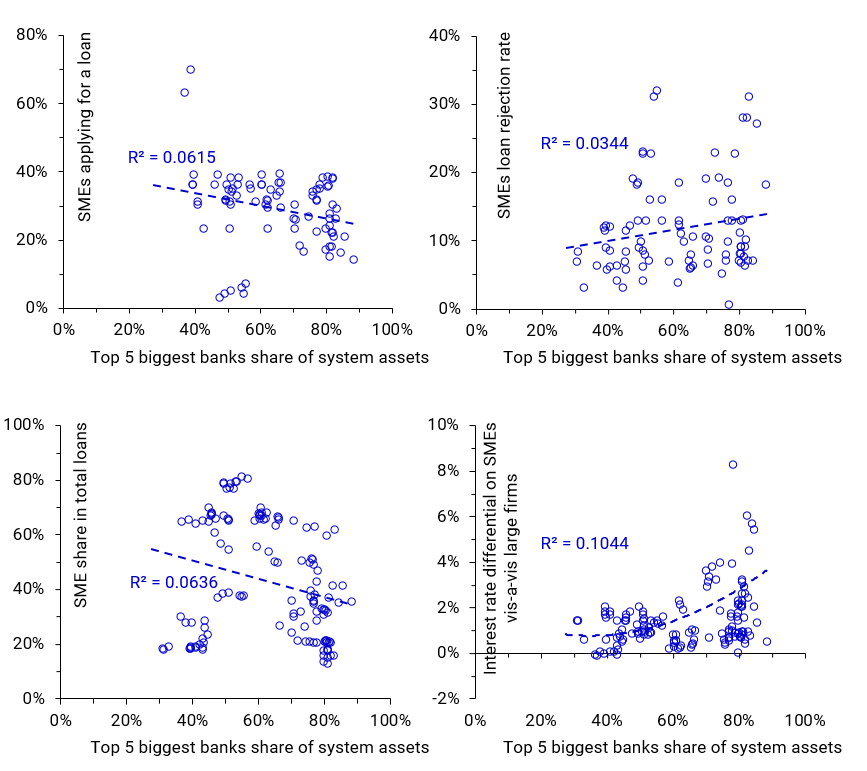 80%
60%
40%
20%
0%
SMEs applying for a loan
R² = 0.0615
0% 20% 40% 60% 80% 100%
Top 5 biggest banks share of system assets
40%
30%
20%
10%
0%
SMEs loan rejection rate
R² = 0.0344
0% 20% 40% 60% 80% 100%
Top 5 biggest banks share of system assets
100%
80%
60%
40%
20%
0%
SME share in total loans
R² = 0.0636
0% 20% 40% 60% 80% 100%
Top 5 biggest banks share of system assets
10%
8%
6%
4%
2%
0%
-2%
Interest rate differential on SMEs
vis-a-vis large firms
R² = 0.1044
0% 20% 40% 60% 80% 100%
Top 5 biggest banks share of system assets